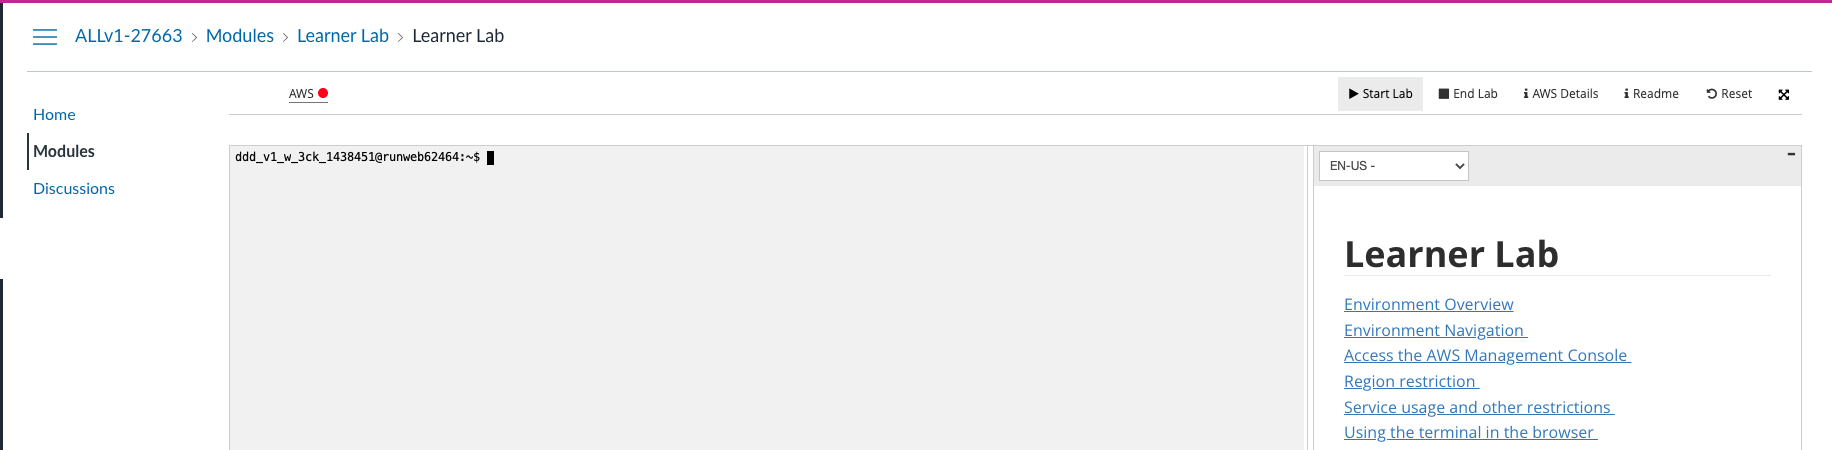 ALLv1-27663 > Modules > Learner Lab > Learner Lab
AWS
Start Lab
End Lab
AWS Details
Readme
Reset
Home
Modules
Discussions
ddd_v1_w_3ck_1438451@runweb62464:~$
EN-US -
Learner Lab
Environment Overview
Environment Navigation
Access the AWS Management Console
Region restriction
Service usage and other restrictions
Using the terminal in the browser